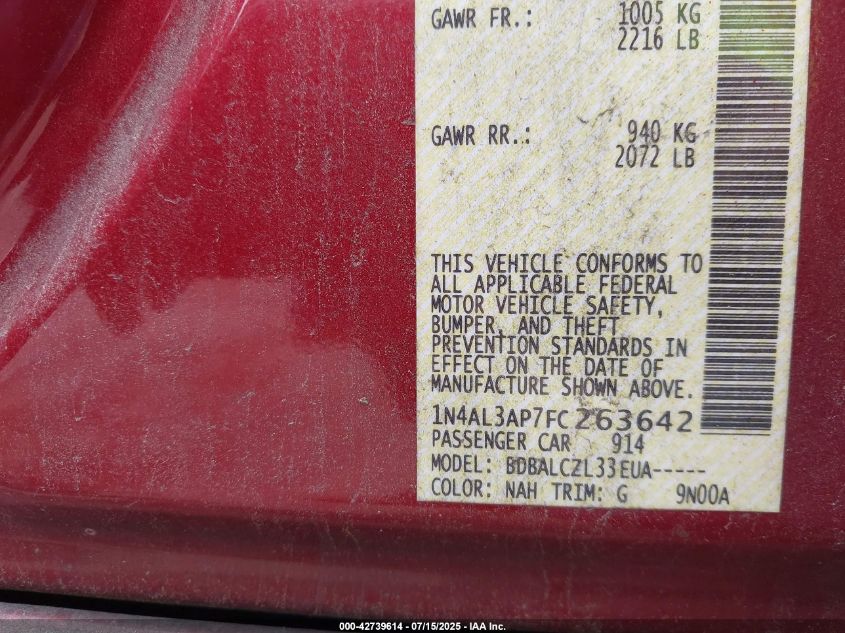 GAWR FR.: 1005 KG
2216 LB
GAWR RR.: 940 KG
2072 LB
THIS VEHICLE CONFORMS TO
ALL APPLICABLE FEDERAL
MOTOR VEHICLE SAFETY,
BUMPER, AND THEFT
PREVENTION STANDARDS IN
EFFECT ON THE DATE OF
MANUFACTURE SHOWN ABOVE.
1N4AL3AP7FC263642
PASSENGER CAR 914
MODEL: BDBALCZL33EUA-----
COLOR: NAH TRIM: G 9N00A
000-42739614 - 07/15/2025 - IAA Inc.